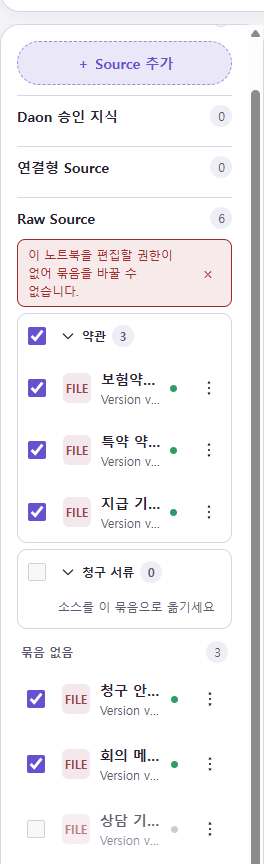 + Source 추가
Daon 승인 지식 0
연결형 Source 0
Raw Source 6
이 노트북을 편집할 권한이
없어 묶음을 바꿀 수
없습니다.
×
약관 3
FILE 보험약...
Version v...
FILE 특약 약...
Version v...
FILE 지급 기...
Version v...
청구 서류 0
소스를 이 묶음으로 옮기세요
묶음 없음 3
FILE 청구 안...
Version v...
FILE 회의 메...
Version v...
FILE 상담 기...
Version v...